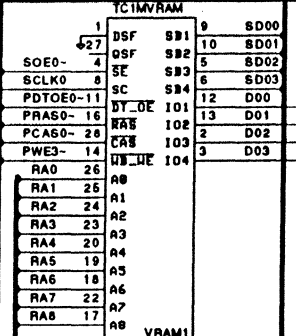 TC1MVRAM
1 DSF SD1 9 SD00
27 QSF SD2 10 SD01
SOE0~ 4 SE SD3 5 SD02
SCLK0 8 SC SD4 6 SD03
PDTOE0~ 11 DT_OE IO1 12 D00
PRAS0~ 16 RAS IO2 13 D01
PCAS0~ 28 CAS IO3 2 D02
PWE3~ 14 WB_WE IO4 3 D03
RA0 26 A0
RA1 25 A1
RA2 24 A2
RA3 23 A3
RA4 20 A4
RA5 19 A5
RA6 18 A6
RA7 22 A7
RA8 17 A8
VRAM1